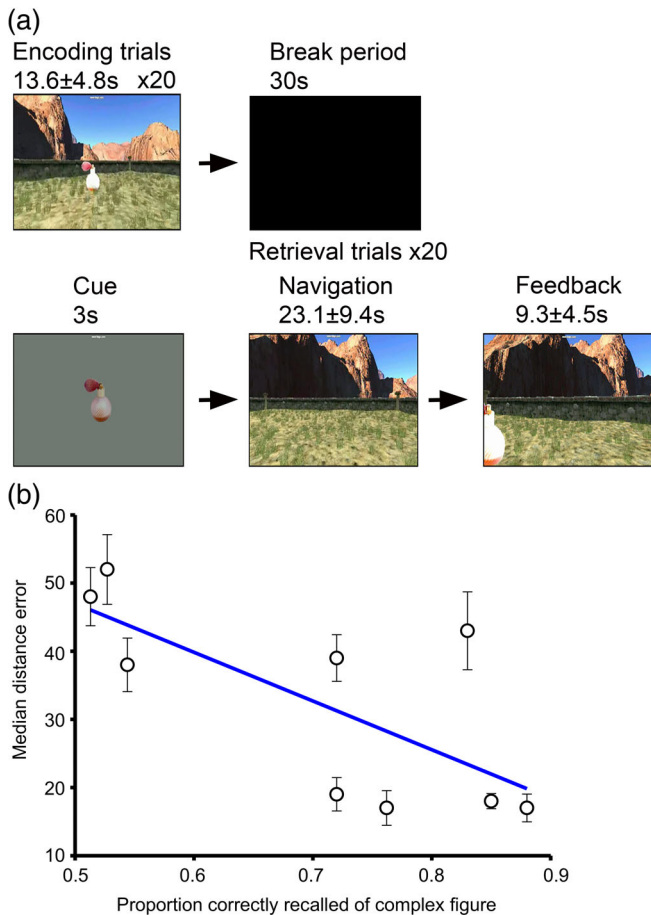 (a)
Encoding trials
13.6±4.8s x20
Break period
30s
Retrieval trials x20
Cue
3s
Navigation
23.1±9.4s
Feedback
9.3±4.5s
(b)
60
50
40
30
20
10
Median distance error
0.5 0.6 0.7 0.8 0.9
Proportion correctly recalled of complex figure